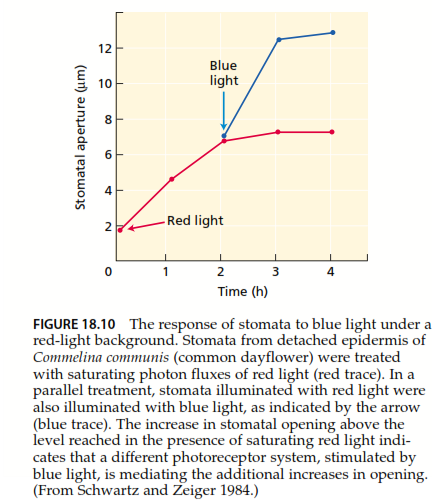 Stomatal aperture (µm)
12
10
8
6
4
2
0
1
2
3
4
Time (h)
Blue
light
Red light
FIGURE 18.10 The response of stomata to blue light under a
red-light background. Stomata from detached epidermis of
Commelina communis (common dayflower) were treated
with saturating photon fluxes of red light (red trace). In a
parallel treatment, stomata illuminated with red light were
also illuminated with blue light, as indicated by the arrow
(blue trace). The increase in stomatal opening above the
level reached in the presence of saturating red light indi-
cates that a different photoreceptor system, stimulated by
blue light, is mediating the additional increases in opening.
(From Schwartz and Zeiger 1984.)